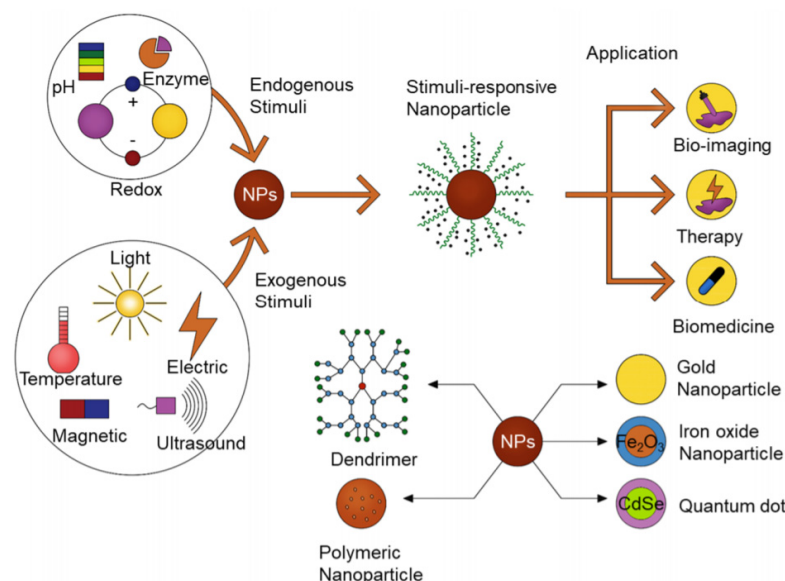 pH
Enzyme
+
-
Redox
Endogenous
Stimuli
NPs
Exogenous
Stimuli
Light
Temperature
Electric
Magnetic
Ultrasound
Stimuli-responsive
Nanoparticle
Application
Bio-imaging
Therapy
Biomedicine
Dendrimer
Polymeric
Nanoparticle
NPs
Gold
Nanoparticle
Fe₂O₃
Iron oxide
Nanoparticle
CdSe
Quantum dot